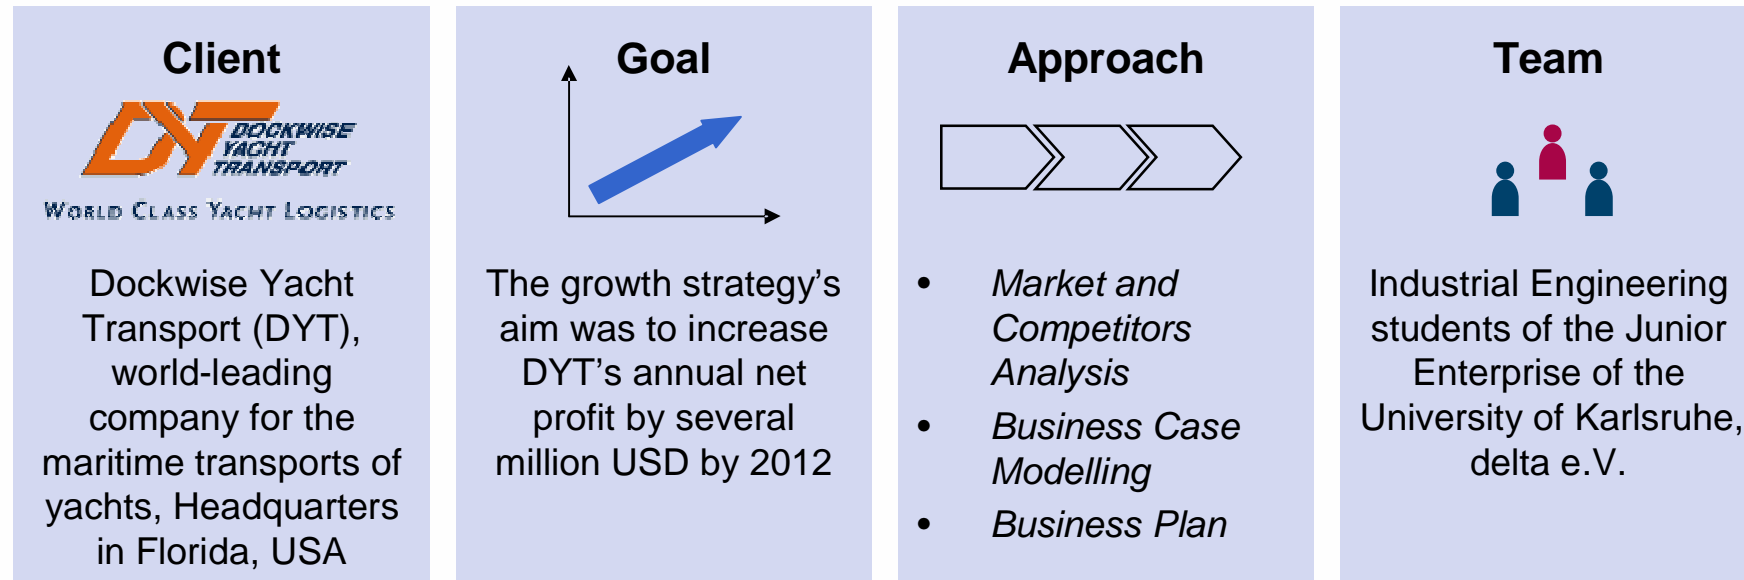 Client
DOCKWISE
YACHT
TRANSPORT
WORLD CLASS YACHT LOGISTICS
Dockwise Yacht
Transport (DYT),
world-leading
company for the
maritime transports of
yachts, Headquarters
in Florida, USA
Goal
The growth strategy’s
aim was to increase
DYT’s annual net
profit by several
million USD by 2012
Approach
• Market and
Competitors
Analysis
• Business Case
Modelling
• Business Plan
Team
Industrial Engineering
students of the Junior
Enterprise of the
University of Karlsruhe,
delta e.V.